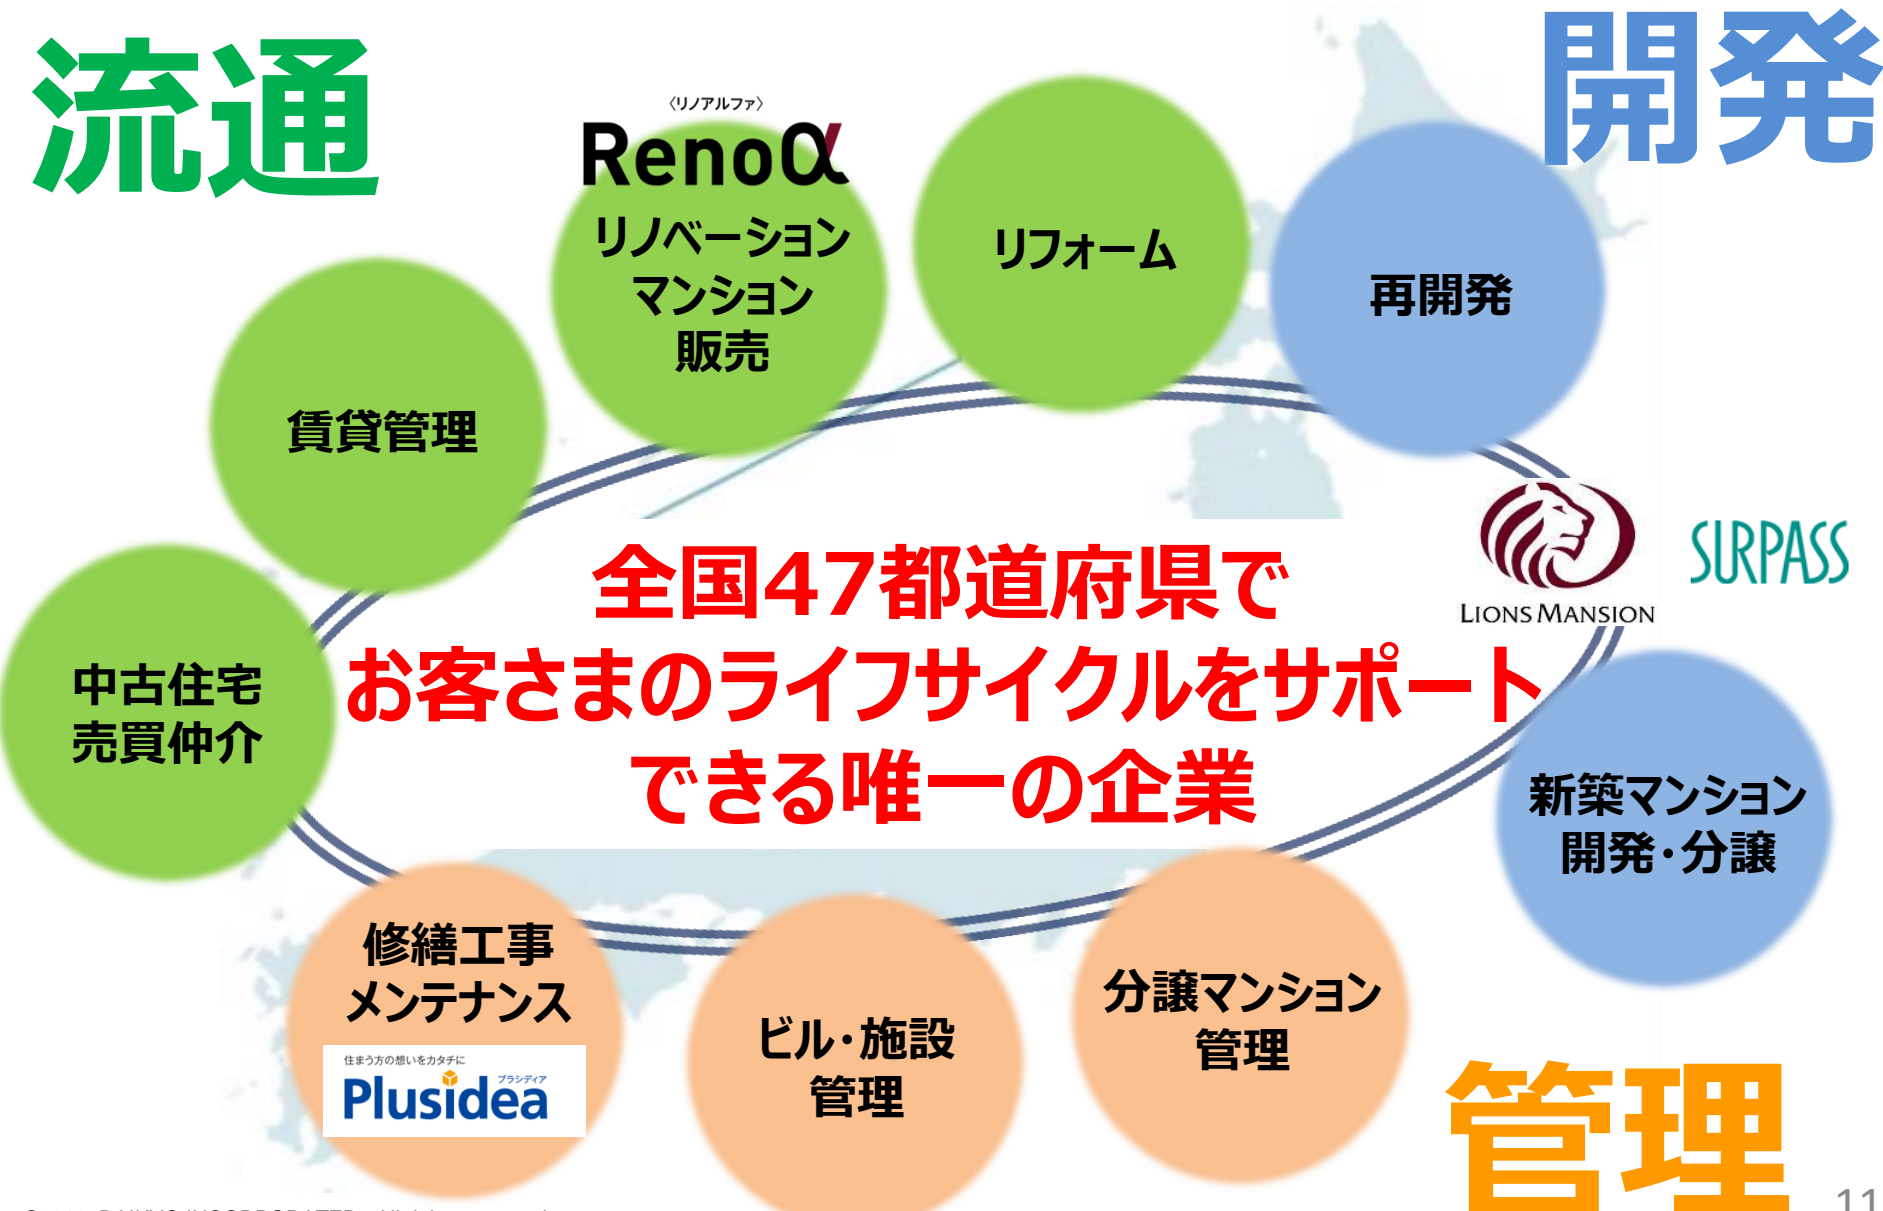 流通
開発
〈リノアルファ〉
Renoα
リノベーション
マンション
販売
リフォーム
再開発
賃貸管理
LIONS MANSION
SURPASS
全国47都道府県で
お客さまのライフサイクルをサポート
できる唯一の企業
中古住宅
売買仲介
新築マンション
開発・分譲
修繕工事
メンテナンス
住まう方の想いをカタチに
プラシディア
Plusidea
ビル・施設
管理
分譲マンション
管理
管理
11